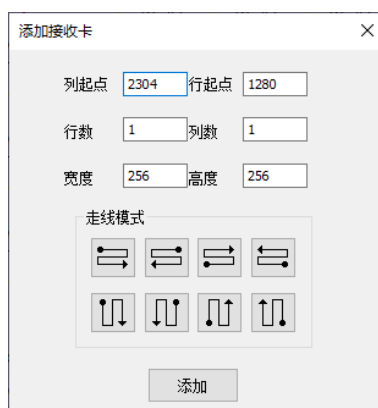 添加接收卡
列起点 2304 行起点 1280
行数 1 列数 1
宽度 256 高度 256
走线模式
添加